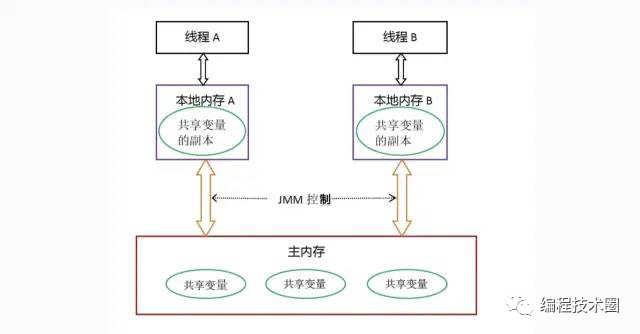 线程 A
线程 B
本地内存 A
本地内存 B
共享变量
的副本
共享变量
的副本
JMM 控制
主内存
共享变量
共享变量
共享变量
编程技术圈